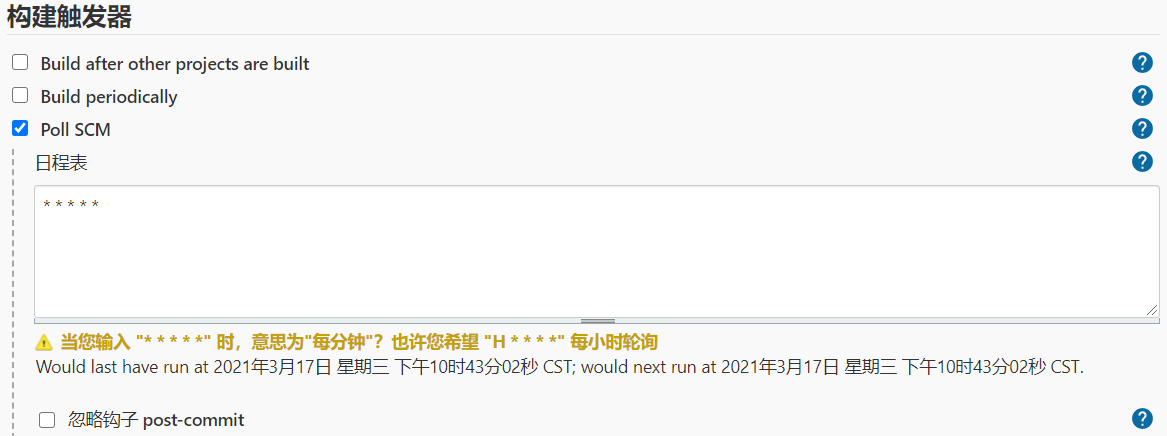 构建触发器
Build after other projects are built
Build periodically
Poll SCM
日程表
* * * * *
当您输入 "* * * * *" 时，意思为"每分钟"？也许您希望 "H * * * *" 每小时轮询
Would last have run at 2021年3月17日 星期三 下午10时43分02秒 CST; would next run at 2021年3月17日 星期三 下午10时43分02秒 CST.
忽略钩子 post-commit